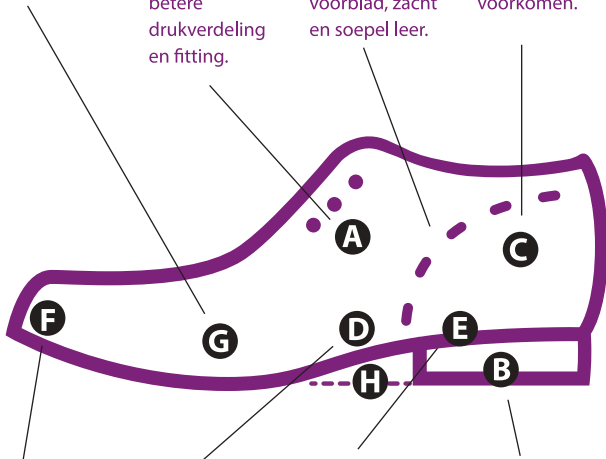 betere
drukverdeling
en fitting.
voorblad, zacht
en soepel leer.
voorkomen.
A
C
F
G
D
E
H
B